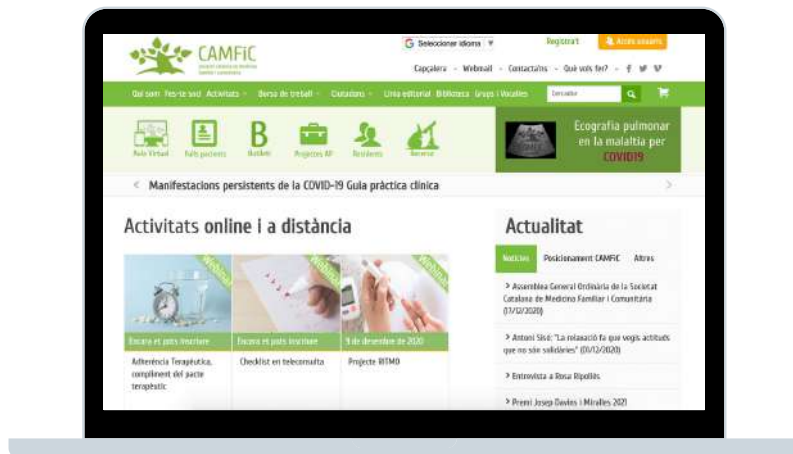 CAMFiC
Seleccionar idioma ▼
Registra't
Accés usuaris
Capçalera - Webmail - Contacta'ns - Què vols fer? -
Qui som Fes-te soci Activitats Borsa de treball Ciutadans Línia editorial Biblioteca Grups i Vocalies
Cercador
Aula Virtual
Fulls pacients
B
Butlletí
Projectes AP
Residents
Recerca
Ecografia pulmonar
en la malaltia per
COVID19
< Manifestacions persistents de la COVID-19 Guia pràctica clínica >
Activitats online i a distància
Webinar
Webinar
Webinar
Encara et pots inscriure
Encara et pots inscriure
9 de desembre de 2020
Adherència Terapèutica,
compliment del pacte
terapèutic
Checklist en teleconsulta
Projecte RITMO
Actualitat
Notícies Posicionament CAMFiC Altres
> Assemblea General Ordinària de la Societat
Catalana de Medicina Familiar i Comunitària
(17/12/2020)
> Antoni Sisó: "La relaxació fa que vegis actituds
que no són solidàries" (01/12/2020)
> Entrevista a Rosa Ripollès
> Premi Josep Davins i Miralles 2021